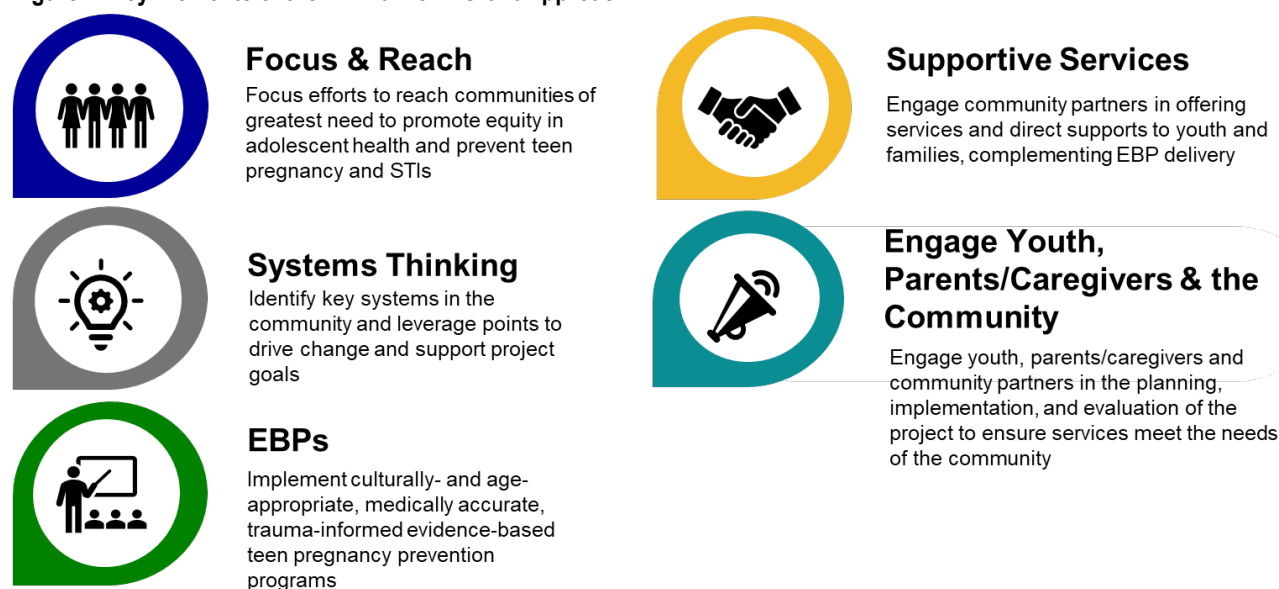 Focus & Reach
Focus efforts to reach communities of
greatest need to promote equity in
adolescent health and prevent teen
pregnancy and STIs
Systems Thinking
Identify key systems in the
community and leverage points to
drive change and support project
goals
EBPs
Implement culturally- and age-
appropriate, medically accurate,
trauma-informed evidence-based
teen pregnancy prevention
programs
Supportive Services
Engage community partners in offering
services and direct supports to youth and
families, complementing EBP delivery
Engage Youth,
Parents/Caregivers & the
Community
Engage youth, parents/caregivers and
community partners in the planning,
implementation, and evaluation of the
project to ensure services meet the needs
of the community